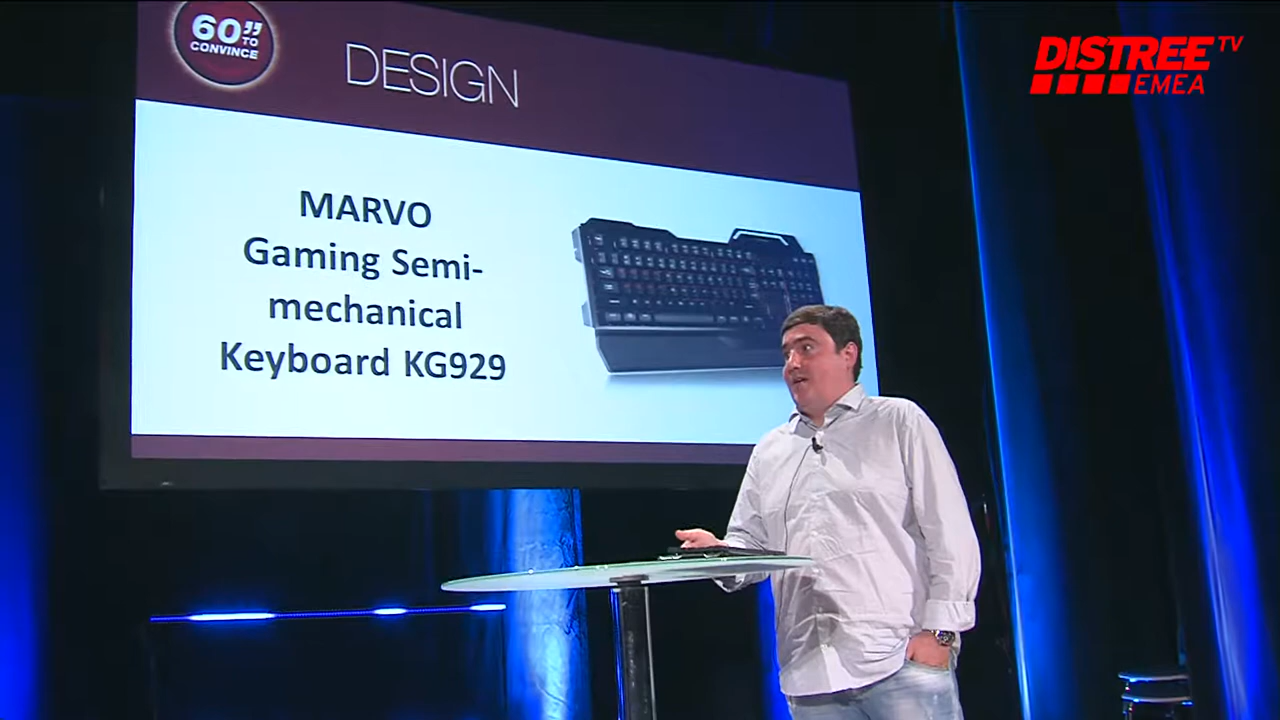 60” TO
CONVINCE
DESIGN
DISTREE TV
EMEA
MARVO
Gaming Semi-
mechanical
Keyboard KG929